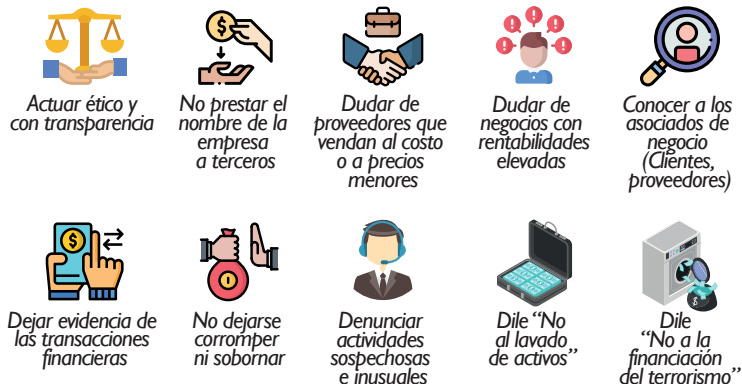 Actuar ético y
con transparencia
No prestar el
nombre de la
empresa
a terceros
Dudar de
proveedores que
vendan al costo
o a precios
menores
Dudar de
negocios con
rentabilidades
elevadas
Conocer a los
asociados de
negocio
(Clientes,
proveedores)
Dejar evidencia de
las transacciones
financieras
No dejarse
corromper
ni sobornar
Denunciar
actividades
sospechosas
e inusuales
Dile “No
al lavado
de activos”
Dile
“No a la
financiación
del terrorismo”